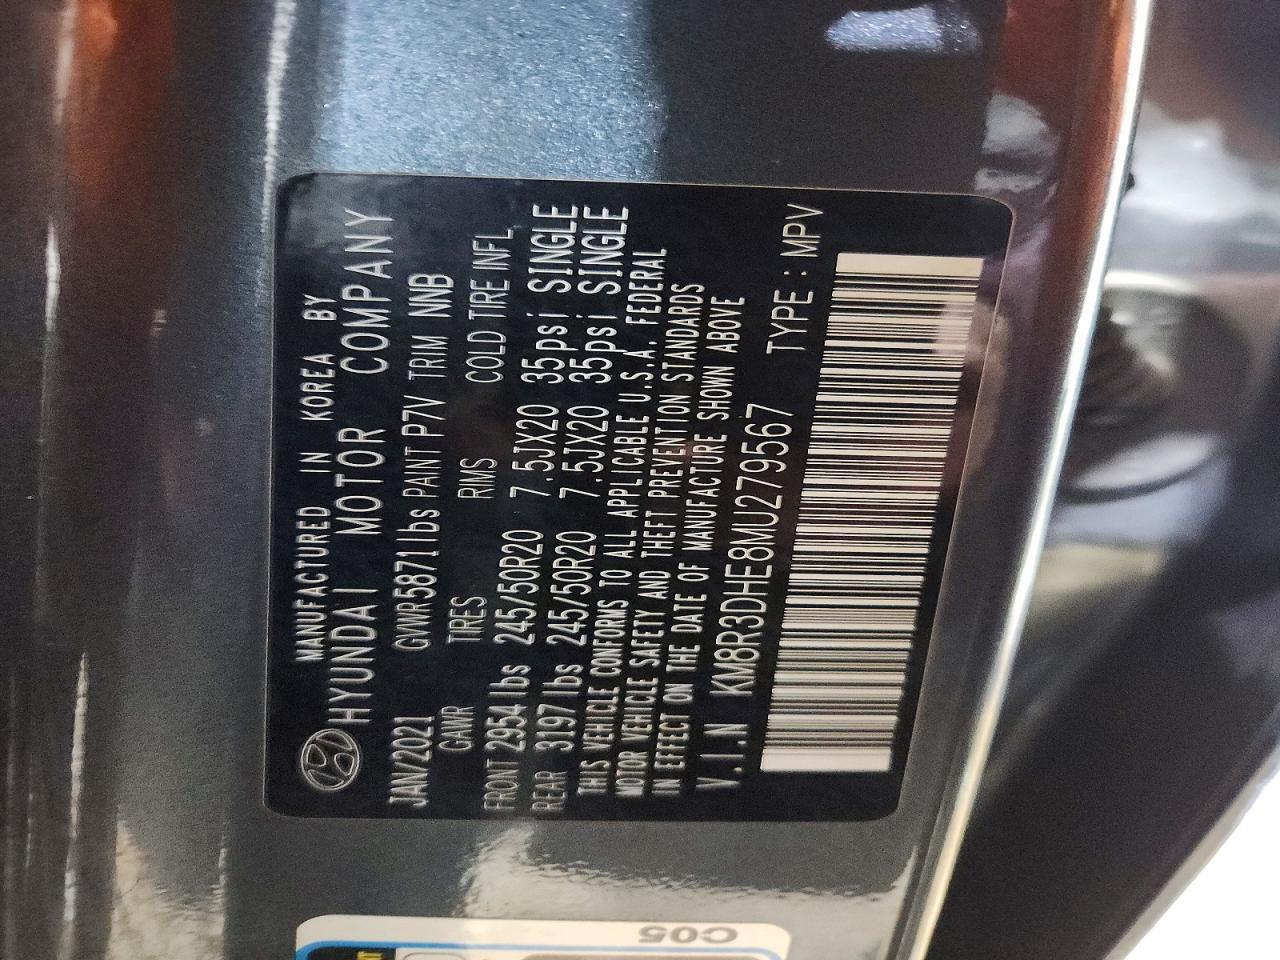 MANUFACTURED IN KOREA BY
HYUNDAI MOTOR COMPANY
JAN/2021 GVWR5871lbs PAINT P7V TRIM NNB
GAWR TIRES RIMS COLD TIRE INFL
FRONT 2954lbs 245/50R20 7.5JX20 35psi SINGLE
REAR 3197lbs 245/50R20 7.5JX20 35psi SINGLE
THIS VEHICLE CONFORMS TO ALL APPLICABLE U.S.A. FEDERAL
MOTOR VEHICLE SAFETY AND THEFT PREVENTION STANDARDS
IN EFFECT ON THE DATE OF MANUFACTURE SHOWN ABOVE
V.I.N KM8R3DHE8MU279567 TYPE : MPV
C05